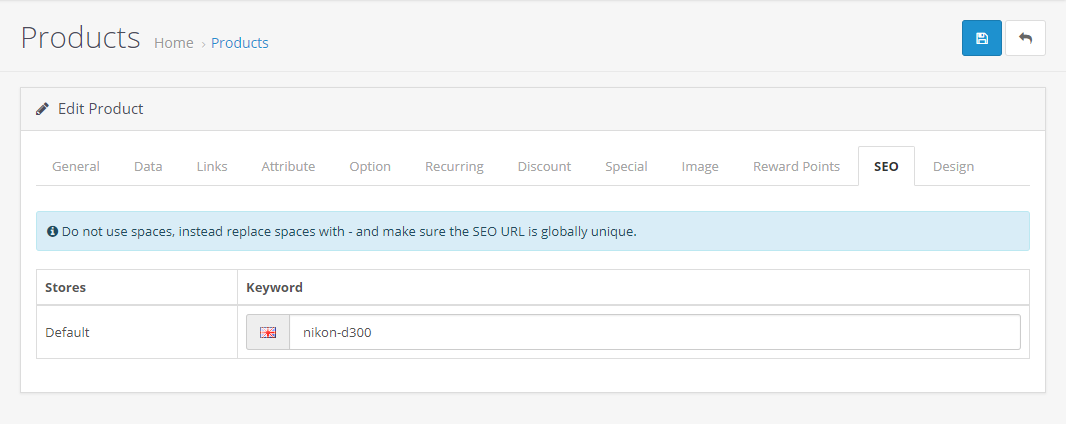 Products Home › Products
Edit Product
General Data Links Attribute Option Recurring Discount Special Image Reward Points SEO Design
Do not use spaces, instead replace spaces with - and make sure the SEO URL is globally unique.
Stores Keyword
Default nikon-d300